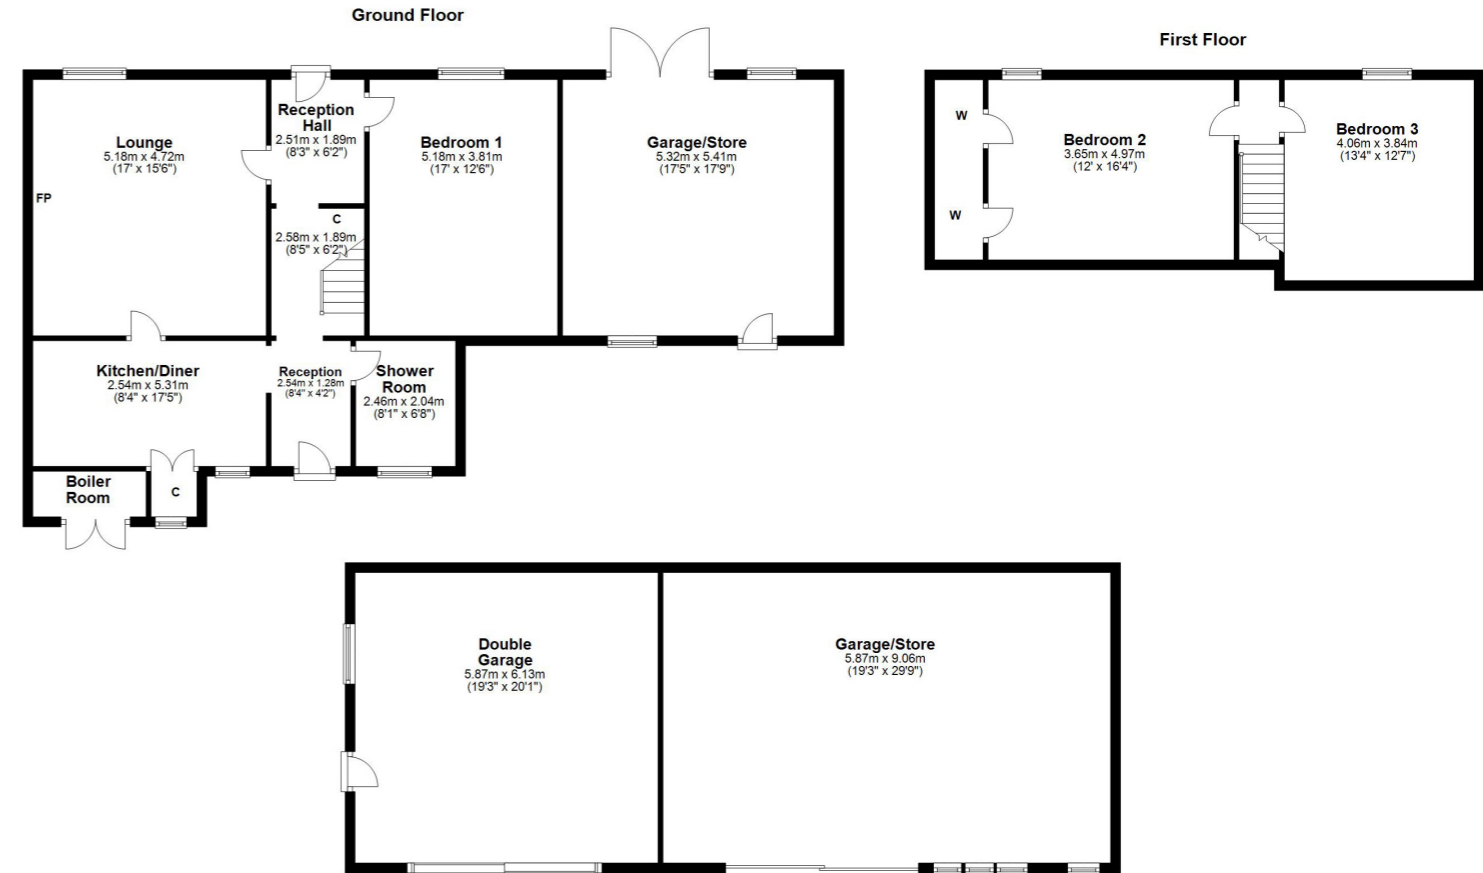 Ground Floor
First Floor
Lounge
5.18m x 4.72m
(17' x 15'6")
FP
Reception
Hall
2.51m x 1.89m
(8'3" x 6'2")
C
2.58m x 1.89m
(8'5" x 6'2")
Bedroom 1
5.18m x 3.81m
(17' x 12'6")
Garage/Store
5.32m x 5.41m
(17'5" x 17'9")
W
W
Bedroom 2
3.65m x 4.97m
(12' x 16'4")
Bedroom 3
4.06m x 3.84m
(13'4" x 12'7")
Kitchen/Diner
2.54m x 5.31m
(8'4" x 17'5")
Reception
2.54m x 1.28m
(8'4" x 4'2")
Shower
Room
2.46m x 2.04m
(8'1" x 6'8")
Boiler
Room
C
Double
Garage
5.87m x 6.13m
(19'3" x 20'1")
Garage/Store
5.87m x 9.06m
(19'3" x 29'9")